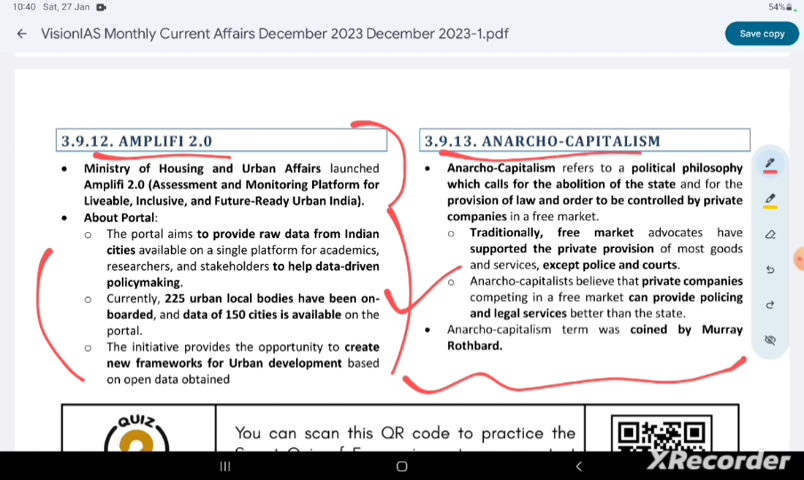 10:40 Sat, 27 Jan
54%
VisionIAS Monthly Current Affairs December 2023 December 2023-1.pdf
Save copy
3.9.12. AMPLIFI 2.0
Ministry of Housing and Urban Affairs launched
Amplifi 2.0 (Assessment and Monitoring Platform for
Liveable, Inclusive, and Future-Ready Urban India).
About Portal:
The portal aims to provide raw data from Indian
cities available on a single platform for academics,
researchers, and stakeholders to help data-driven
policymaking.
Currently, 225 urban local bodies have been on-
boarded, and data of 150 cities is available on the
portal.
The initiative provides the opportunity to create
new frameworks for Urban development based
on open data obtained
3.9.13. ANARCHO-CAPITALISM
Anarcho-Capitalism refers to a political philosophy
which calls for the abolition of the state and for the
provision of law and order to be controlled by private
companies in a free market.
Traditionally, free market advocates have
supported the private provision of most goods
and services, except police and courts.
Anarcho-capitalists believe that private companies
competing in a free market can provide policing
and legal services better than the state.
Anarcho-capitalism term was coined by Murray
Rothbard.
QUIZ
You can scan this QR code to practice the
XRecorder